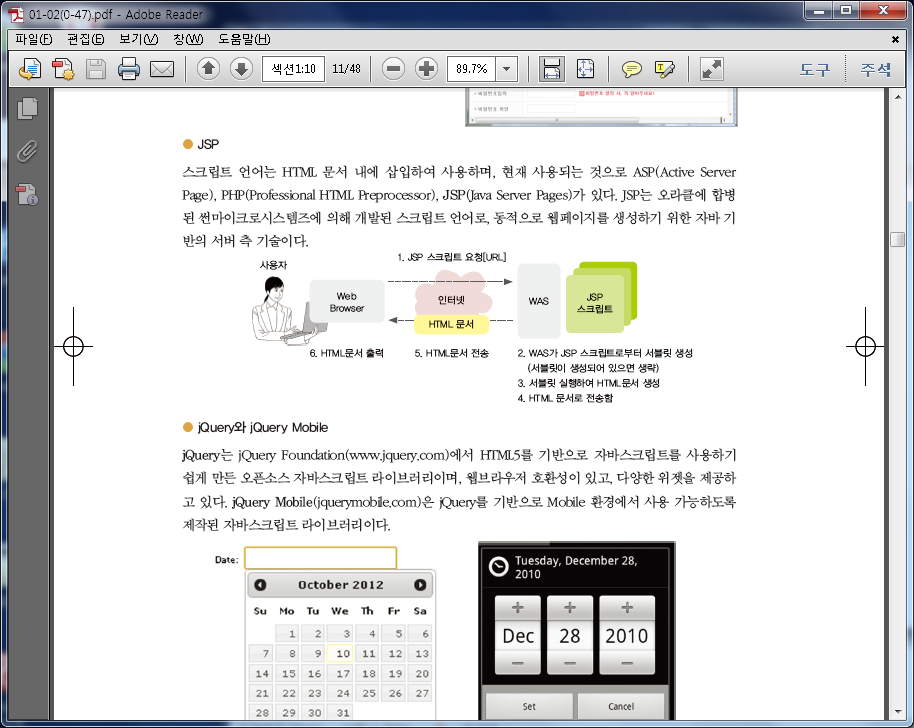 01-02(0-47).pdf - Adobe Reader
파일(F) 편집(E) 보기(V) 창(W) 도움말(H)
섹션1:10 11/48 89.7% 도구 주석
• 비밀번호 확인
JSP
스크립트 언어는 HTML 문서 내에 삽입하여 사용하며, 현재 사용되는 것으로 ASP(Active Server
Page), PHP(Professional HTML Preprocessor), JSP(Java Server Pages)가 있다. JSP는 오라클에 합병
된 썬마이크로시스템즈에 의해 개발된 스크립트 언어로, 동적으로 웹페이지를 생성하기 위한 자바 기
반의 서버 측 기술이다.
사용자
1. JSP 스크립트 요청[URL]
Web
Browser
인터넷
HTML 문서
WAS
JSP
스크립트
6. HTML문서 출력
5. HTML문서 전송
2. WAS가 JSP 스크립트로부터 서블릿 생성
(서블릿이 생성되어 있으면 생략)
3. 서블릿 실행하여 HTML문서 생성
4. HTML 문서로 전송함
jQuery와 jQuery Mobile
jQuery는 jQuery Foundation(www.jquery.com)에서 HTML5를 기반으로 자바스크립트를 사용하기
쉽게 만든 오픈소스 자바스크립트 라이브러리이며, 웹브라우저 호환성이 있고, 다양한 위젯을 제공하
고 있다. jQuery Mobile(jquerymobile.com)은 jQuery를 기반으로 Mobile 환경에서 사용 가능하도록
제작된 자바스크립트 라이브러리이다.
Date:
October 2012
Su Mo Tu We Th Fr Sa
1 2 3 4 5 6
7 8 9 10 11 12 13
14 15 16 17 18 19 20
21 22 23 24 25 26 27
28 29 30 31
Tuesday, December 28,
2010
+ + +
Dec 28 2010
− − −
Set Cancel